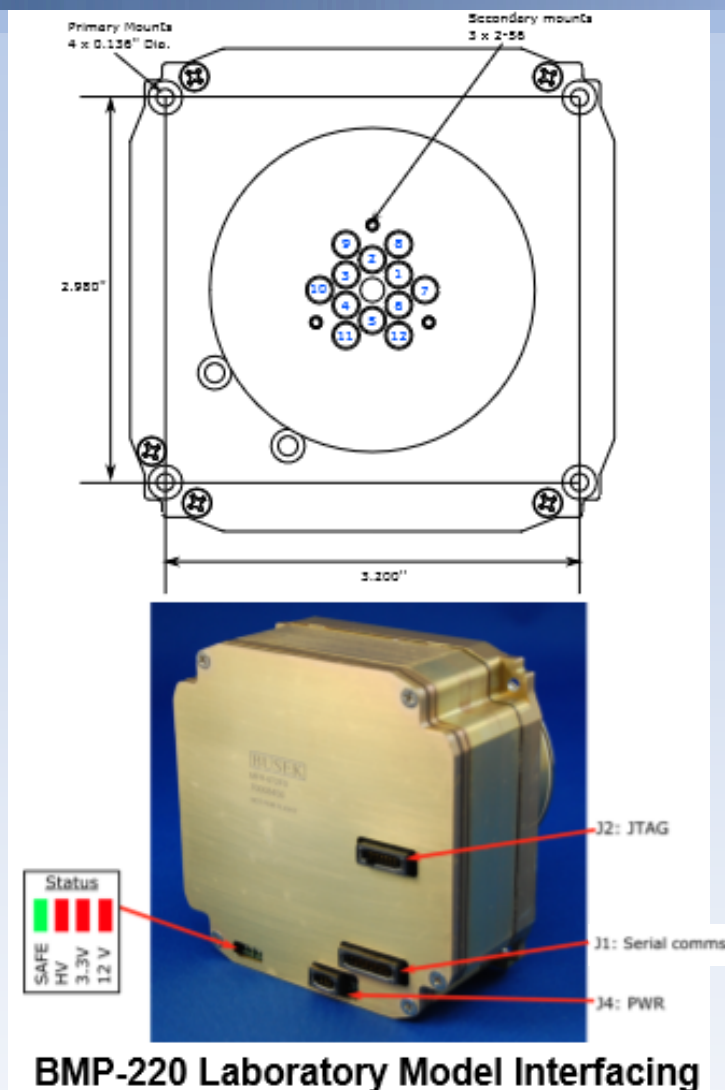 Primary Mounts
4 x 0.136" Dia.
Secondary mounts
3 x 2-56
9
8
2
3
1
10
7
4
6
5
11
12
2.980"
3.200"
BUSEK
J2: JTAG
Status
SAFE
HV
3.3V
12 V
J1: Serial comms
J4: PWR
BMP-220 Laboratory Model Interfacing